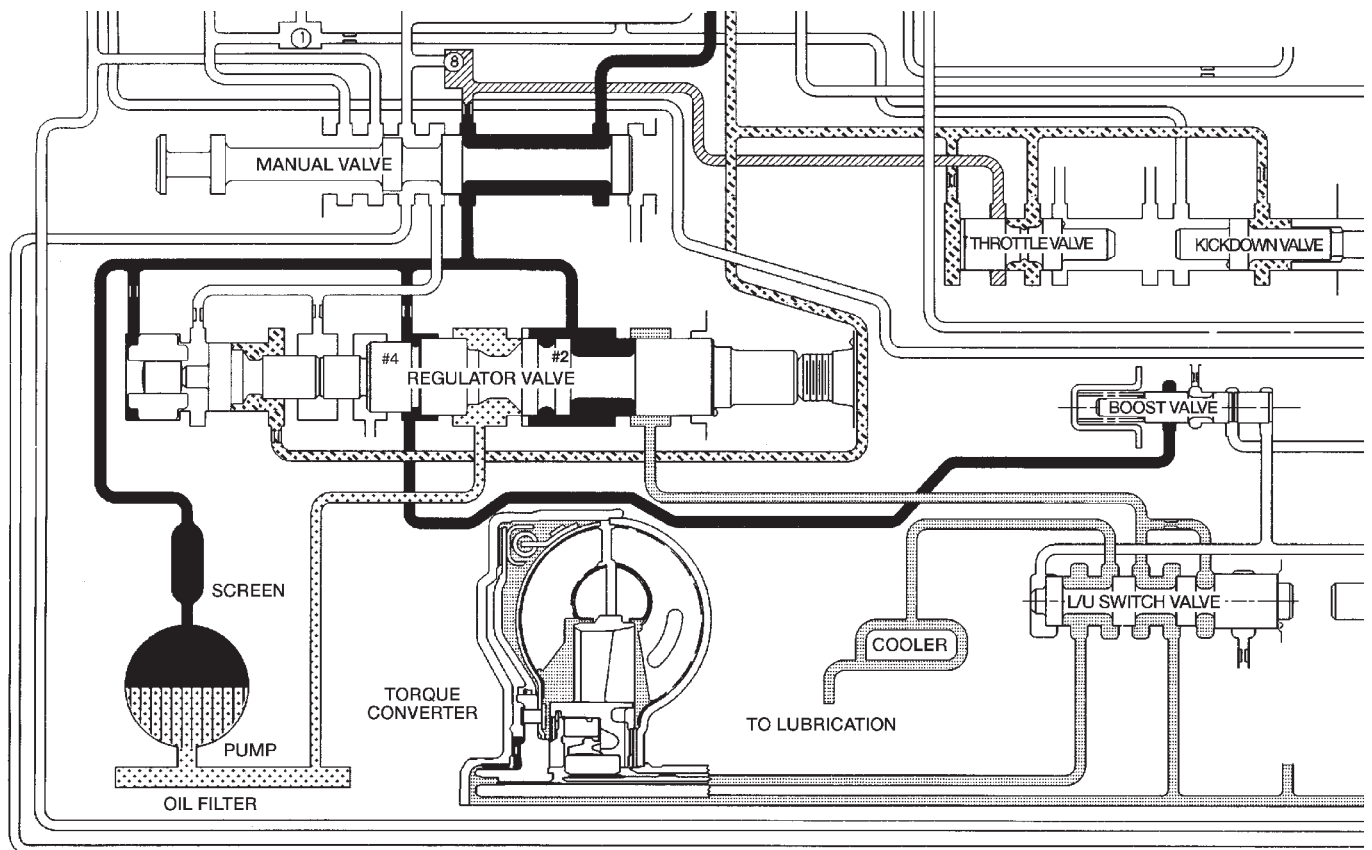 1
8
MANUAL VALVE
THROTTLE VALVE
KICKDOWN VALVE
#4
#2
REGULATOR VALVE
BOOST VALVE
SCREEN
L/U SWITCH VALVE
COOLER
TORQUE
CONVERTER
TO LUBRICATION
PUMP
OIL FILTER